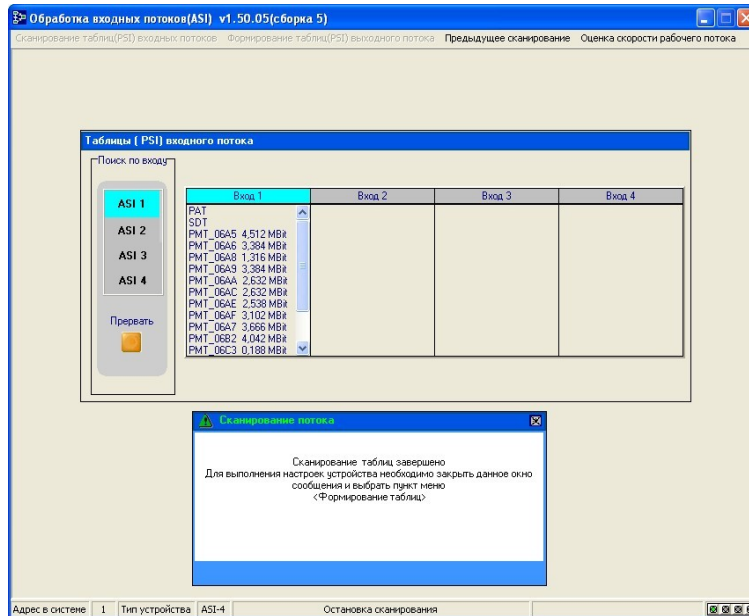 Обработка входных потоков(ASI) v1.50.05(сборка 5)
Сканирование таблиц(PSI) входных потоков Формирование таблиц(PSI) выходного потока Предыдущее сканирование Оценка скорости рабочего потока
Таблицы ( PSI) входного потока
Поиск по входу
ASI 1
ASI 2
ASI 3
ASI 4
Прервать
Вход 1 Вход 2 Вход 3 Вход 4
PAT
SDT
PMT_06A5 4,512 MBit
PMT_06A6 3,384 MBit
PMT_06A8 1,316 MBit
PMT_06A9 3,384 MBit
PMT_06AA 2,632 MBit
PMT_06AC 2,632 MBit
PMT_06AE 2,538 MBit
PMT_06AF 3,102 MBit
PMT_06A7 3,666 MBit
PMT_06B2 4,042 MBit
PMT_06C3 0,188 MBit
Сканирование потока
Сканирование таблиц завершено
Для выполнения настроек устройства необходимо закрыть данное окно
сообщения и выбрать пункт меню
<Формирование таблиц>
Адрес в системе 1 Тип устройства ASI-4 Остановка сканирования